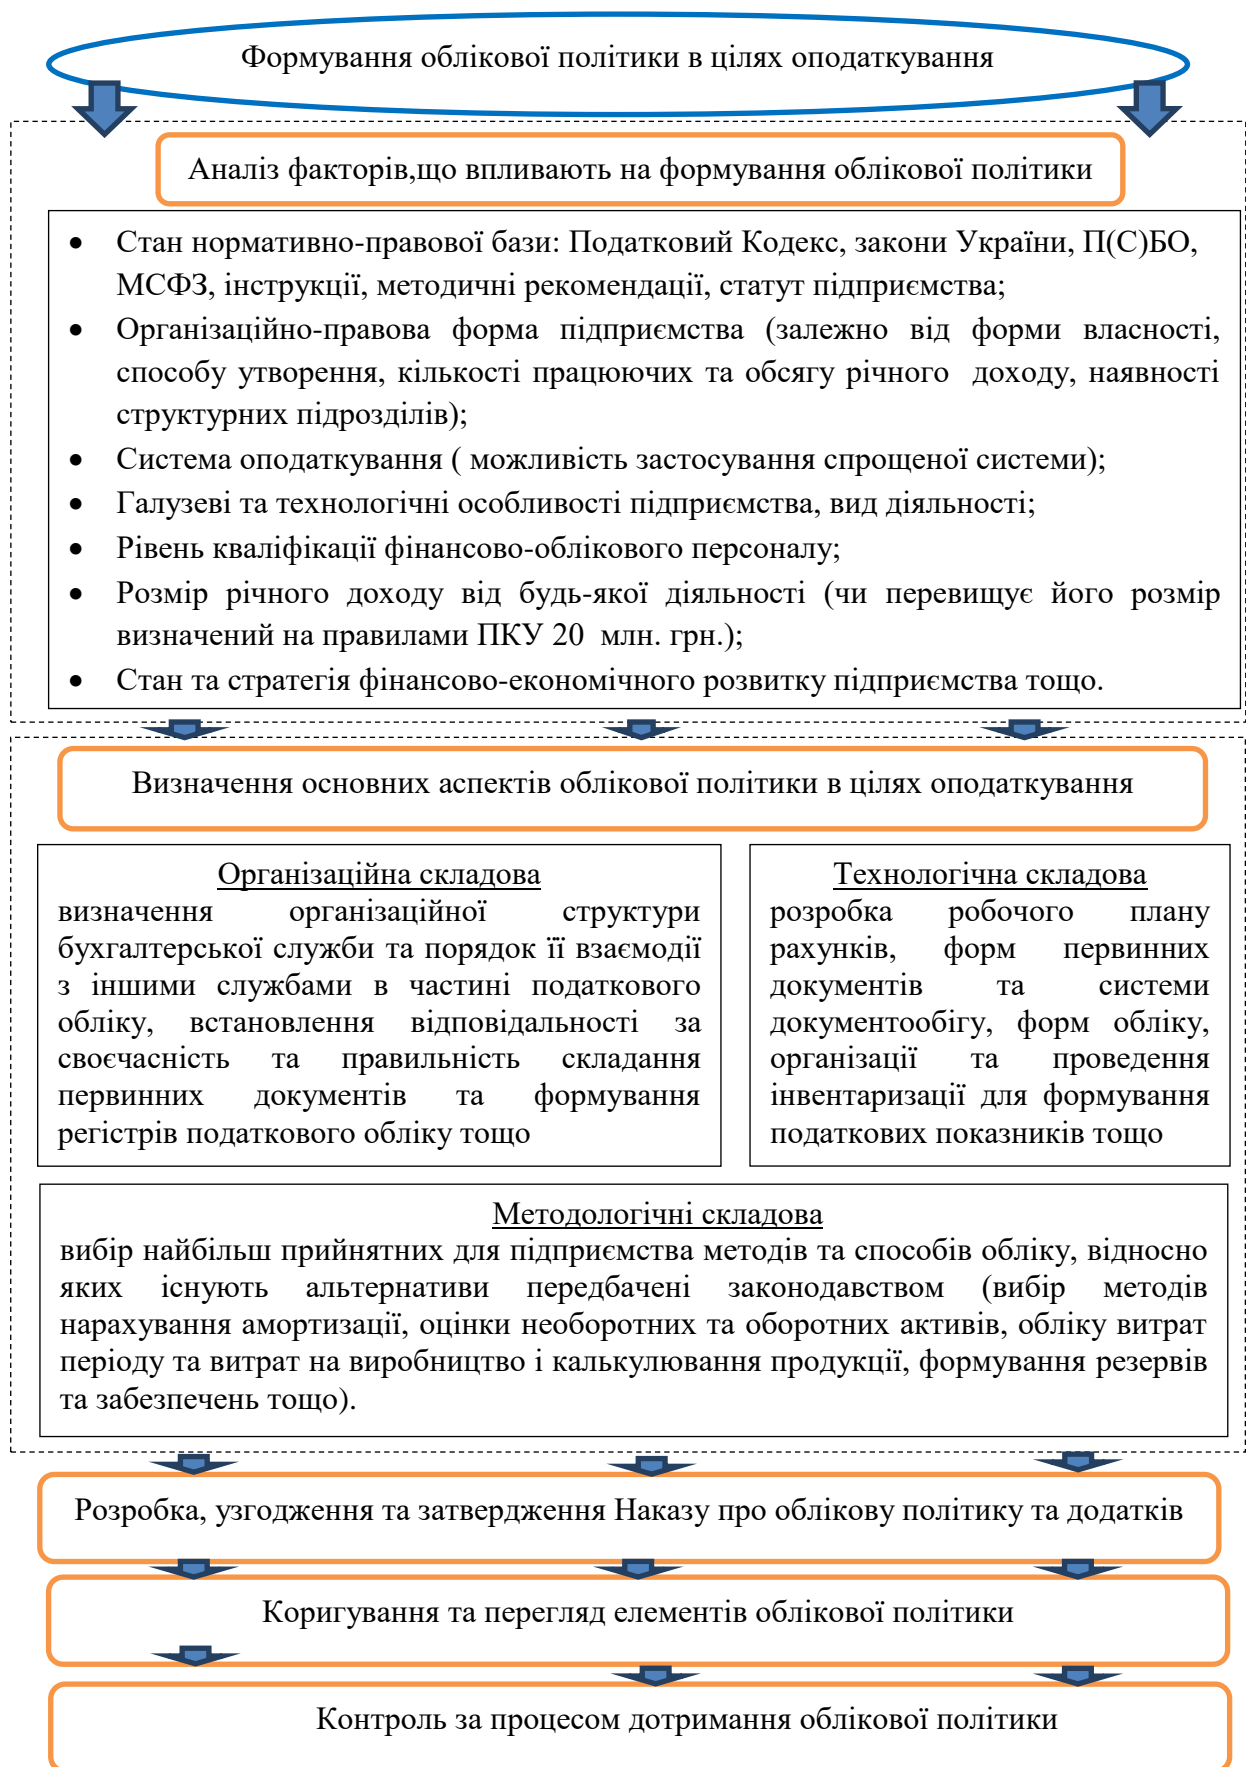 Формування облікової політики в цілях оподаткування
Аналіз факторів,що впливають на формування облікової політики
• Стан нормативно-правової бази: Податковий Кодекс, закони України, П(С)БО,
МСФЗ, інструкції, методичні рекомендації, статут підприємства;
• Організаційно-правова форма підприємства (залежно від форми власності,
способу утворення, кількості працюючих та обсягу річного доходу, наявності
структурних підрозділів);
• Система оподаткування ( можливість застосування спрощеної системи);
• Галузеві та технологічні особливості підприємства, вид діяльності;
• Рівень кваліфікації фінансово-облікового персоналу;
• Розмір річного доходу від будь-якої діяльності (чи перевищує його розмір
визначений на правилами ПКУ 20 млн. грн.);
• Стан та стратегія фінансово-економічного розвитку підприємства тощо.
Визначення основних аспектів облікової політики в цілях оподаткування
Організаційна складова
визначення організаційної структури
бухгалтерської служби та порядок її взаємодії
з іншими службами в частині податкового
обліку, встановлення відповідальності за
своєчасність та правильність складання
первинних документів та формування
регістрів податкового обліку тощо
Технологічна складова
розробка робочого плану
рахунків, форм первинних
документів та системи
документообігу, форм обліку,
організації та проведення
інвентаризації для формування
податкових показників тощо
Методологічні складова
вибір найбільш прийнятних для підприємства методів та способів обліку, відносно
яких існують альтернативи передбачені законодавством (вибір методів
нарахування амортизації, оцінки необоротних та оборотних активів, обліку витрат
періоду та витрат на виробництво і калькулювання продукції, формування резервів
та забезпечень тощо).
Розробка, узгодження та затвердження Наказу про облікову політику та додатків
Коригування та перегляд елементів облікової політики
Контроль за процесом дотримання облікової політики